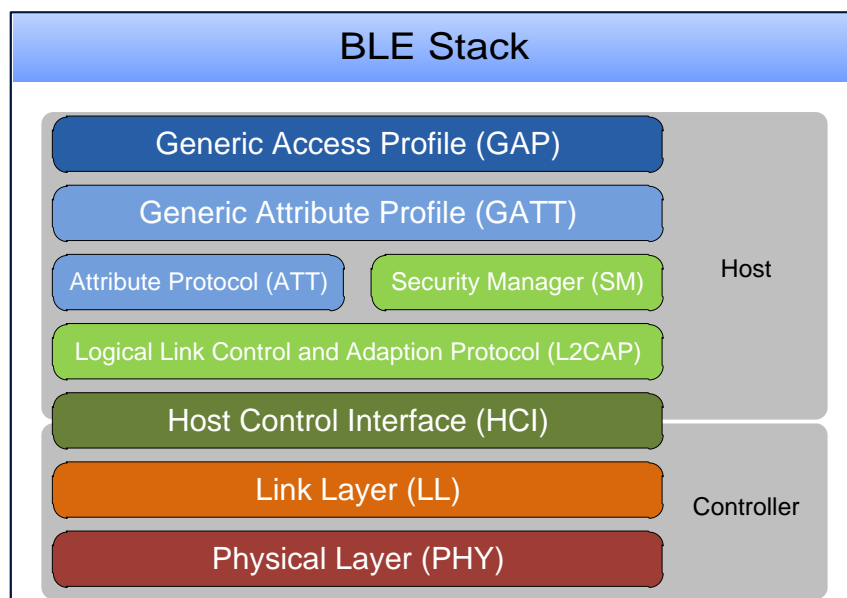 BLE Stack
Generic Access Profile (GAP)
Generic Attribute Profile (GATT)
Attribute Protocol (ATT)
Security Manager (SM)
Host
Logical Link Control and Adaption Protocol (L2CAP)
Host Control Interface (HCI)
Link Layer (LL)
Controller
Physical Layer (PHY)